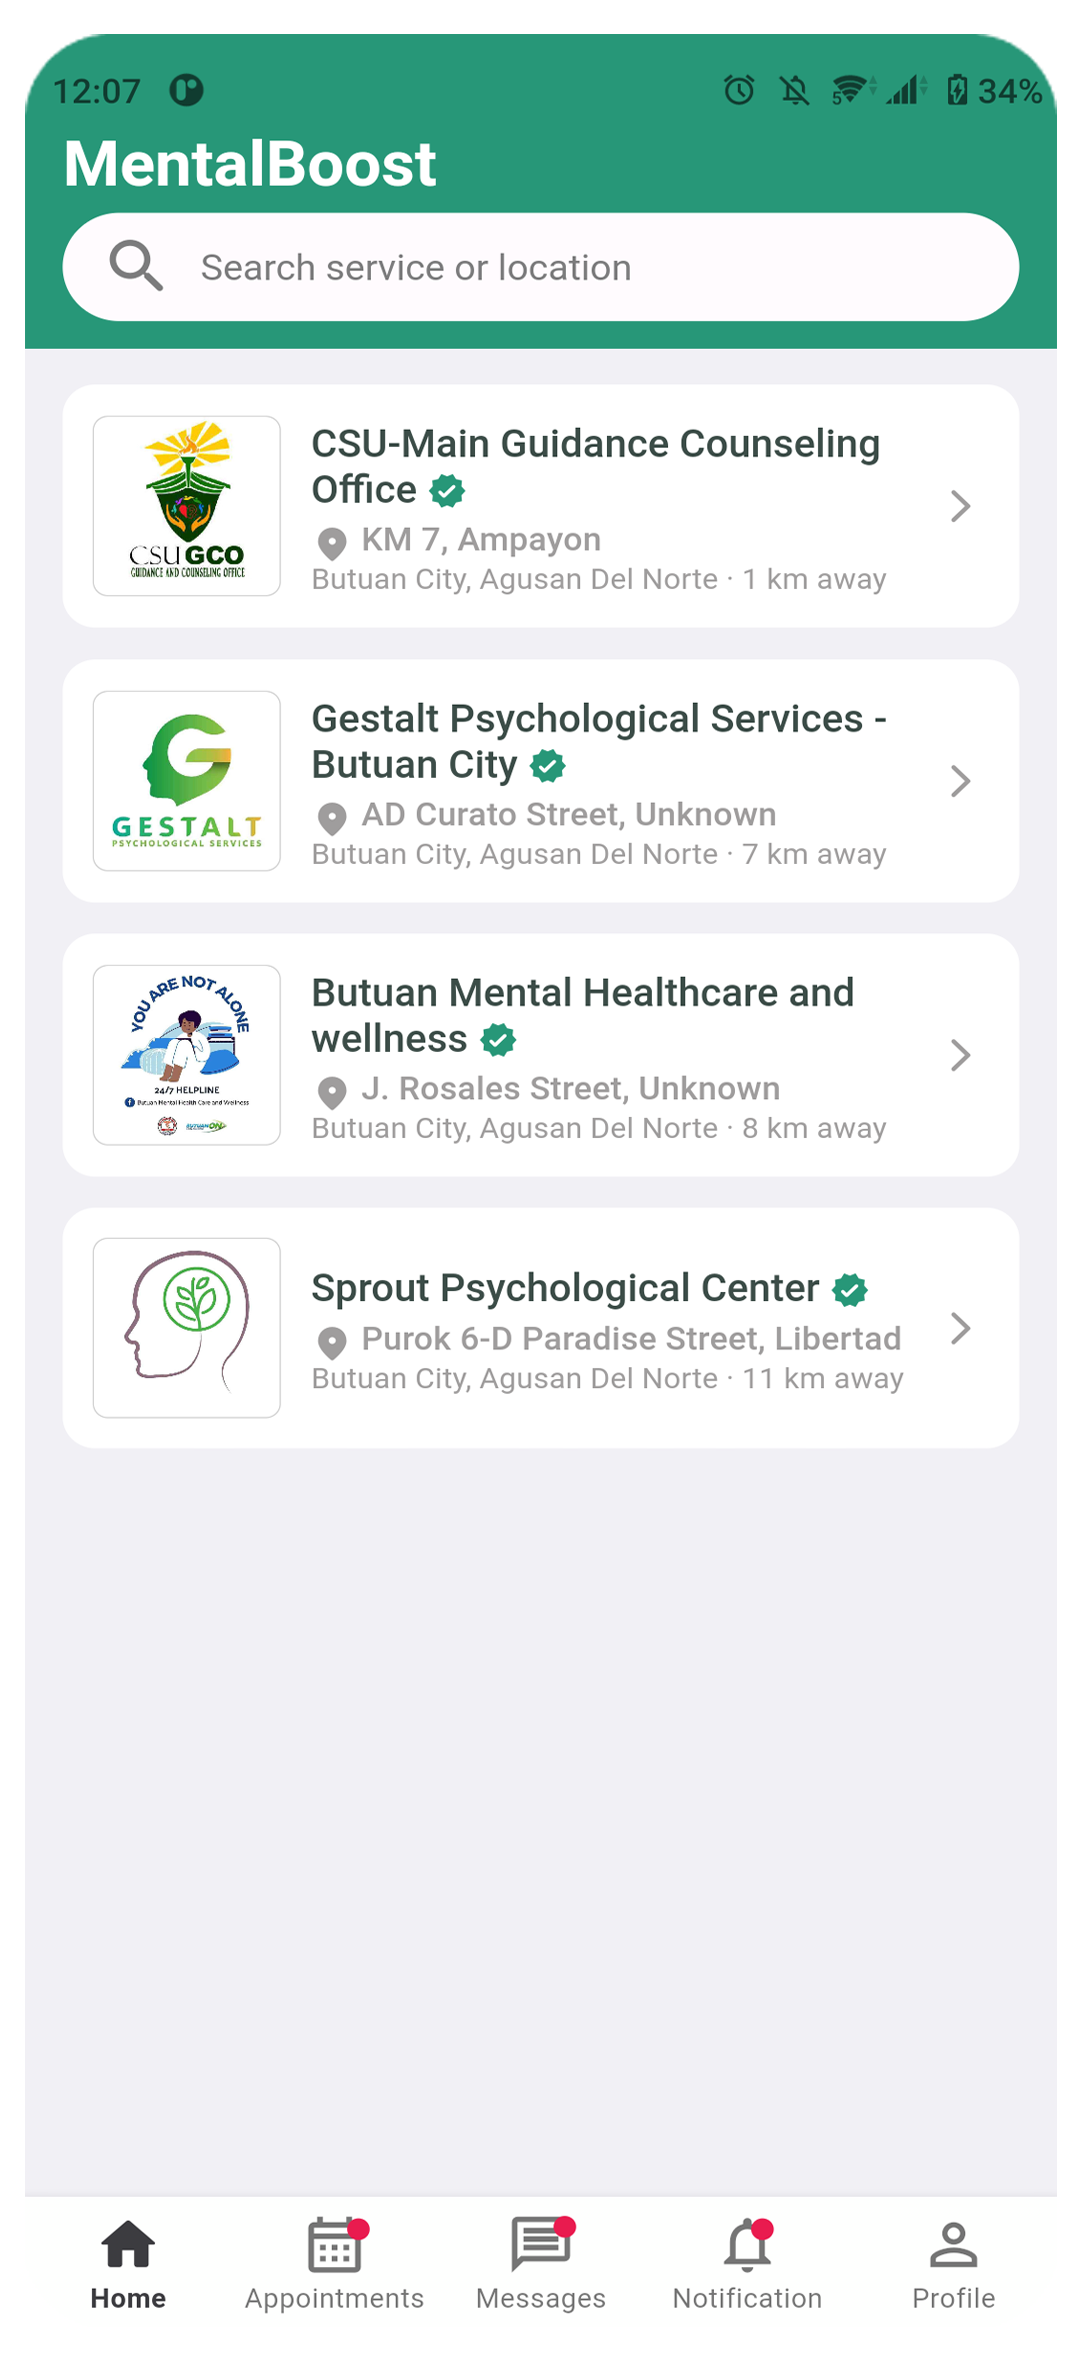 12:07
5
34%
MentalBoost
Search service or location
CSU GCO
GUIDANCE AND COUNSELING OFFICE
CSU-Main Guidance Counseling
Office
KM 7, Ampayon
Butuan City, Agusan Del Norte · 1 km away
G
GESTALT
PSYCHOLOGICAL SERVICES
Gestalt Psychological Services -
Butuan City
AD Curato Street, Unknown
Butuan City, Agusan Del Norte · 7 km away
YOU ARE NOT ALONE
24/7 HELPLINE
Butuan Mental Health Care and Wellness
BUTUAN ON
Butuan Mental Healthcare and
wellness
J. Rosales Street, Unknown
Butuan City, Agusan Del Norte · 8 km away
Sprout Psychological Center
Purok 6-D Paradise Street, Libertad
Butuan City, Agusan Del Norte · 11 km away
Home
Appointments
Messages
Notification
Profile